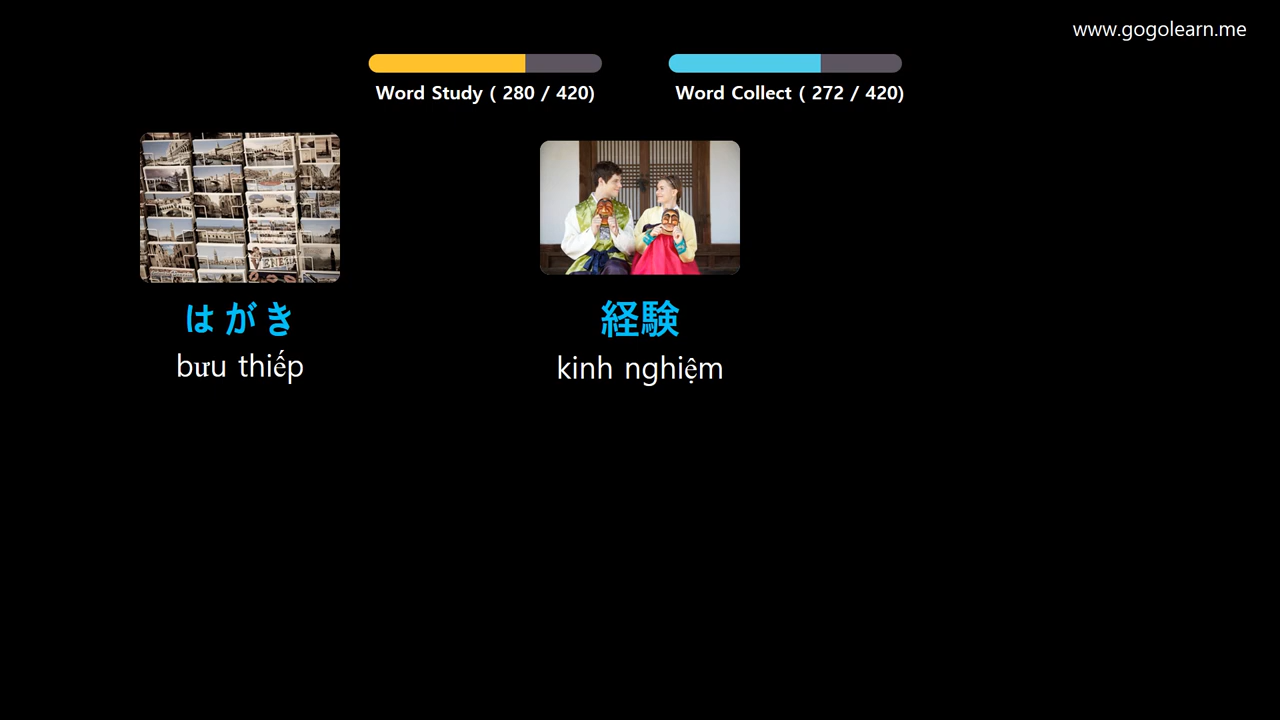 www.gogolearn.me
Word Study ( 280 / 420)
Word Collect ( 272 / 420)
はがき
bưu thiếp
経験
kinh nghiệm